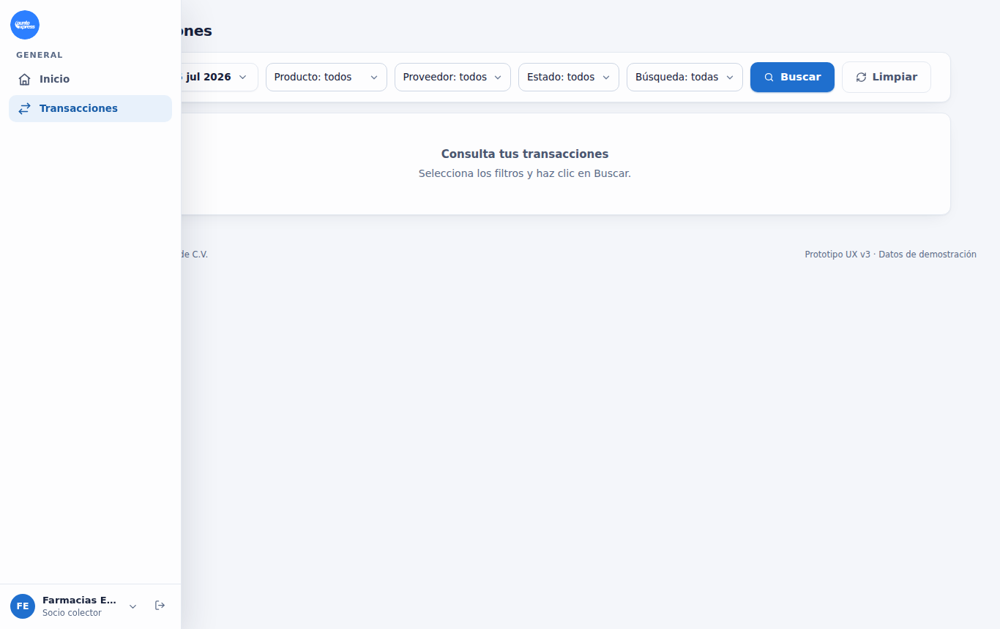 punto
xpress
GENERAL
Inicio
Transacciones
Farmacias E...
Socio colector
FE
ones
jul 2026
Producto: todos
Proveedor: todos
Estado: todos
Búsqueda: todas
Buscar
Limpiar
Consulta tus transacciones
Selecciona los filtros y haz clic en Buscar.
de C.V.
Prototipo UX v3 · Datos de demostración